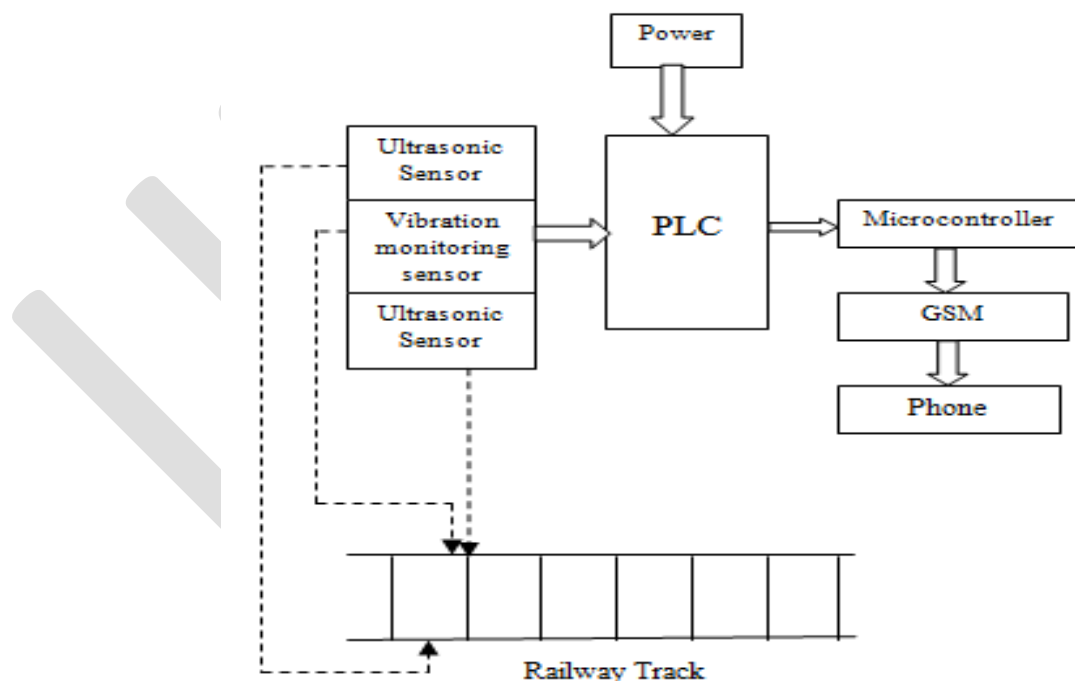 Power
Ultrasonic
Sensor
Vibration
monitoring
sensor
Ultrasonic
Sensor
PLC
Microcontroller
GSM
Phone
Railway Track